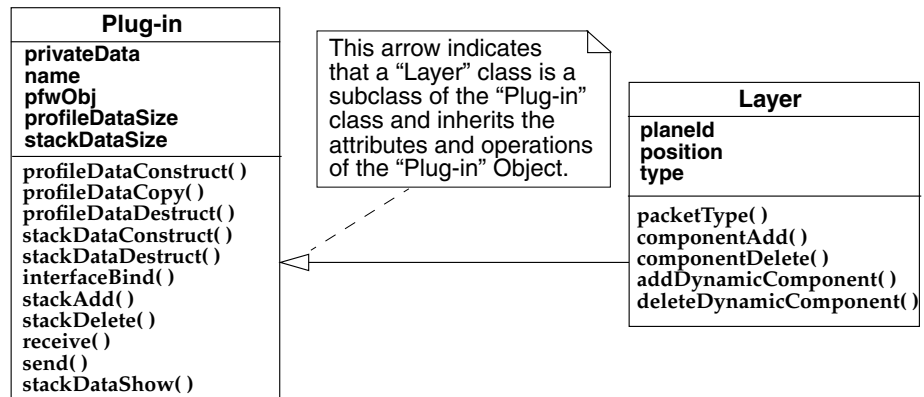 Plug-in
privateData
name
pfwObj
profileDataSize
stackDataSize
profileDataConstruct( )
profileDataCopy( )
profileDataDestruct( )
stackDataConstruct( )
stackDataDestruct( )
interfaceBind( )
stackAdd( )
stackDelete( )
receive( )
send( )
stackDataShow( )
This arrow indicates
that a “Layer” class is a
subclass of the “Plug-in”
class and inherits the
attributes and operations
of the “Plug-in” Object.
Layer
planeId
position
type
packetType( )
componentAdd( )
componentDelete( )
addDynamicComponent( )
deleteDynamicComponent( )